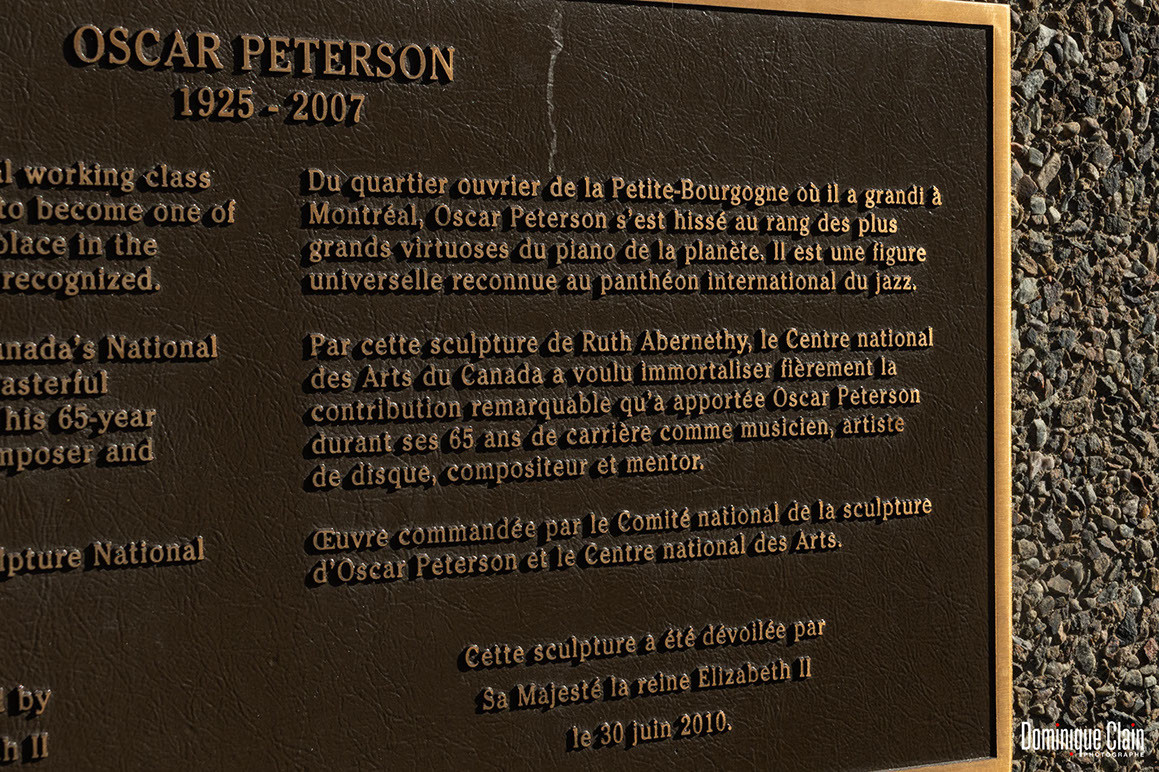 OSCAR PETERSON
1925 - 2007
working class
to become one of
place in the
recognized.
National
his 65-year
and
National
by
II
Du quartier ouvrier de la Petite-Bourgogne où il a grandi à
Montréal, Oscar Peterson s'est hissé au rang des plus
grands virtuoses du piano de la planète. Il est une figure
universelle reconnue au panthéon international du jazz.
Par cette sculpture de Ruth Abernethy, le Centre national
des Arts du Canada a voulu immortaliser fièrement la
contribution remarquable qu'a apportée Oscar Peterson
durant ses 65 ans de carrière comme musicien, artiste
de disque, compositeur et mentor.
Œuvre commandée par le Comité national de la sculpture
d'Oscar Peterson et le Centre national des Arts.
Cette sculpture a été dévoilée par
Sa Majesté la reine Elizabeth II
le 30 juin 2010.
Dominique Clain
PHOTOGRAPHE